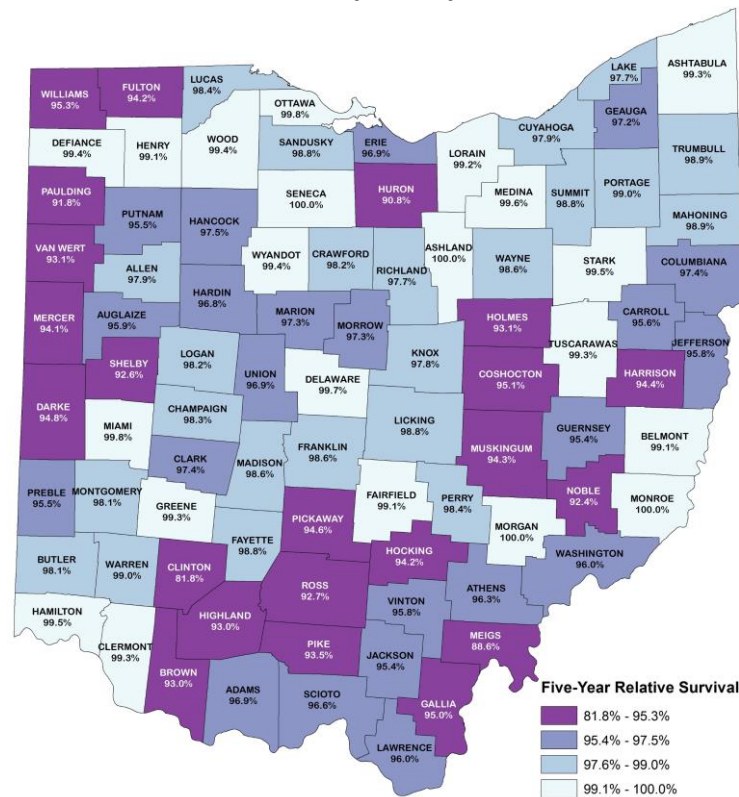 LUCAS
98.4%
FULTON
94.2%
WILLIAMS
95.3%
OTTAWA
99.8%
LAKE
97.7%
ASHTABULA
99.3%
GEAUGA
97.2%
DEFIANCE
99.4%
HENRY
99.1%
WOOD
99.4%
SANDUSKY
98.8%
ERIE
96.9%
LORAIN
99.2%
CUYAHOGA
97.9%
TRUMBULL
98.9%
PAULDING
91.8%
PUTNAM
95.5%
HANCOCK
97.5%
SENECA
100.0%
HURON
90.8%
MEDINA
99.6%
SUMMIT
98.8%
PORTAGE
99.0%
MAHONING
98.9%
VAN WERT
93.1%
ALLEN
97.9%
WYANDOT
99.4%
CRAWFORD
98.2%
RICHLAND
97.7%
ASHLAND
100.0%
WAYNE
98.6%
STARK
99.5%
COLUMBIANA
97.4%
MERCER
94.1%
AUGLAIZE
95.9%
HARDIN
96.8%
MARION
97.3%
MORROW
97.3%
HOLMES
93.1%
CARROLL
95.6%
TUSCARAWAS
99.3%
JEFFERSON
95.8%
SHELBY
92.6%
LOGAN
98.2%
UNION
96.9%
DELAWARE
99.7%
KNOX
97.8%
COSHOCTON
95.1%
HARRISON
94.4%
DARKE
94.8%
MIAMI
99.8%
CHAMPAIGN
98.3%
LICKING
98.8%
MUSKINGUM
94.3%
GUERNSEY
95.4%
BELMONT
99.1%
CLARK
97.4%
MADISON
98.6%
FRANKLIN
98.6%
PREBLE
95.5%
MONTGOMERY
98.1%
GREENE
99.3%
FAIRFIELD
99.1%
PERRY
98.4%
NOBLE
92.4%
MONROE
100.0%
PICKAWAY
94.6%
MORGAN
100.0%
FAYETTE
98.8%
HOCKING
94.2%
WASHINGTON
96.0%
BUTLER
98.1%
WARREN
99.0%
CLINTON
81.8%
ROSS
92.7%
ATHENS
96.3%
VINTON
95.8%
HAMILTON
99.5%
CLERMONT
99.3%
HIGHLAND
93.0%
PIKE
93.5%
MEIGS
88.6%
JACKSON
95.4%
BROWN
93.0%
ADAMS
96.9%
SCIOTO
96.6%
GALLIA
95.0%
LAWRENCE
96.0%
Five-Year Relative Survival
81.8% - 95.3%
95.4% - 97.5%
97.6% - 99.0%
99.1% - 100.0%